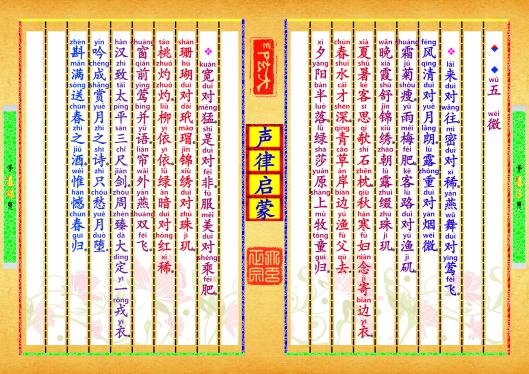 五微
来对往,密对稀,燕舞对莺飞。
风清对月朗,露重对烟微。
霜菊瘦,雨梅肥,客路对渔矶。
晚霞舒锦绣,朝露缀珠玑。
夏暑客思欹石枕,秋寒妇念寄边衣。
春水才深,青草岸边渔父去;
夕阳半落,绿莎原上牧童归。
声律启蒙
宽对猛,是对非,服美对乘肥。
珊瑚对玳瑁,锦绣对珠玑。
桃灼灼,柳依依,绿暗对红稀。
窗前莺并语,帘外燕双飞。
汉致太平三尺剑,周臻大定一戎衣。
吟成赏月之诗,只愁月堕;
斟满送春之酒,惟憾春归。